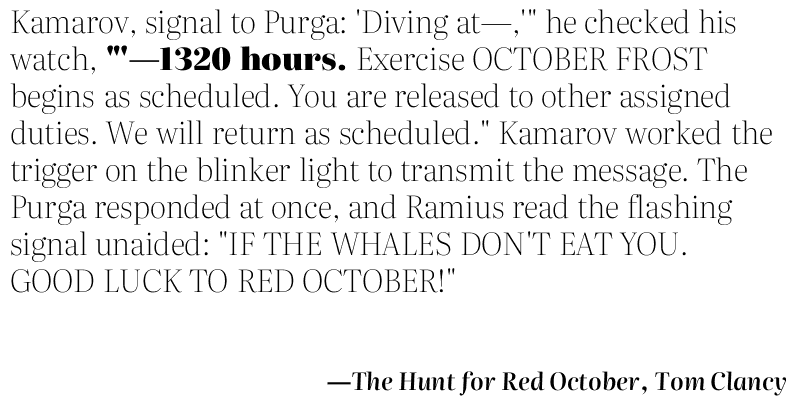 Kamarov, signal to Purga: 'Diving at—,'" he checked his
watch, "'—1320 hours. Exercise OCTOBER FROST
begins as scheduled. You are released to other assigned
duties. We will return as scheduled." Kamarov worked the
trigger on the blinker light to transmit the message. The
Purga responded at once, and Ramius read the flashing
signal unaided: "IF THE WHALES DON'T EAT YOU.
GOOD LUCK TO RED OCTOBER!"
—The Hunt for Red October, Tom Clancy